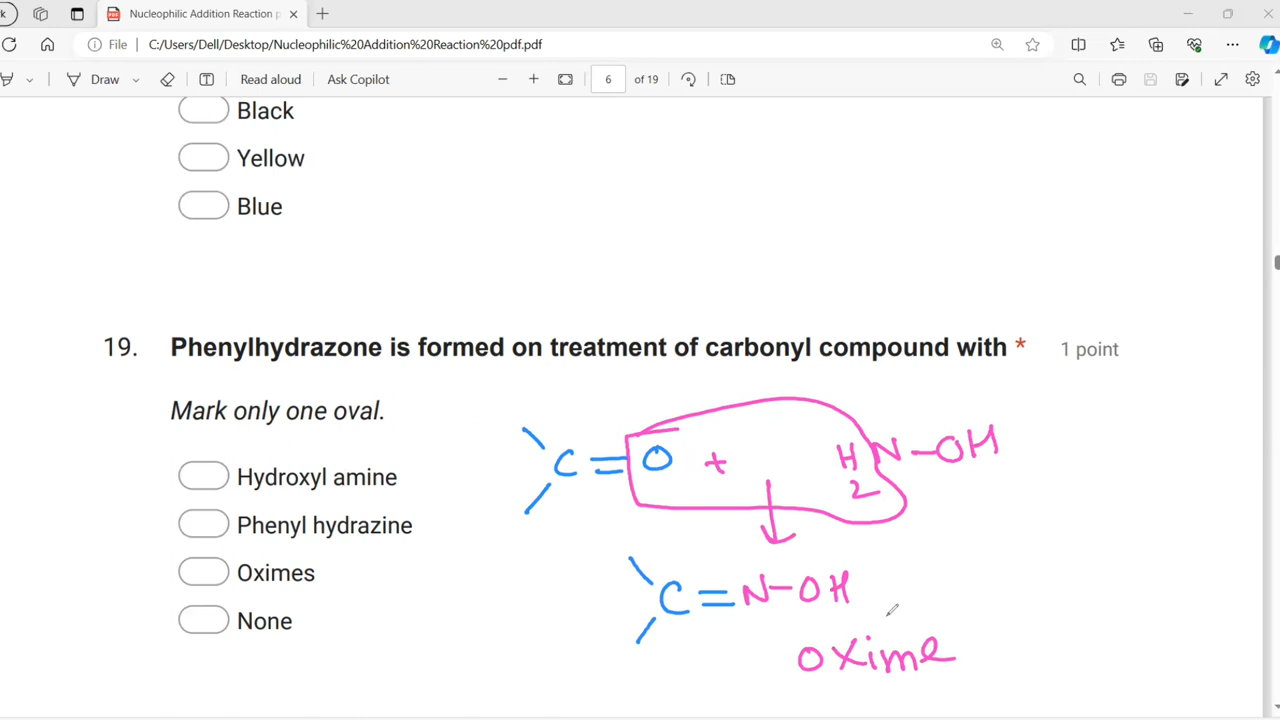 Nucleophilic Addition Reaction p
File C:/Users/Dell/Desktop/Nucleophilic%20Addition%20Reaction%20pdf.pdf
Draw Read aloud Ask Copilot 6 of 19
Black
Yellow
Blue
19. Phenylhydrazone is formed on treatment of carbonyl compound with * 1 point
Mark only one oval.
C=O + H2N-OH
Hydroxyl amine
Phenyl hydrazine
Oximes
C=N-OH
None
oxime